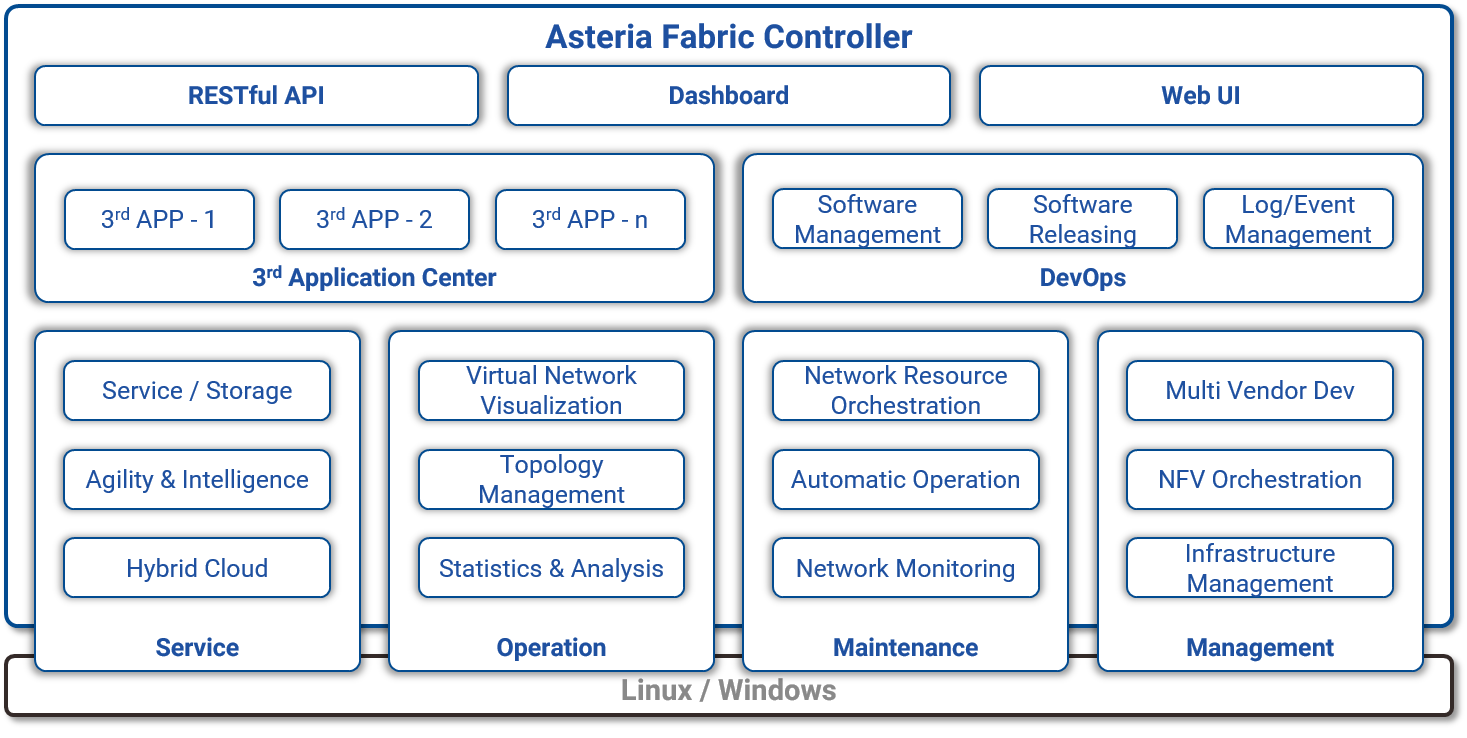 Asteria Fabric Controller
RESTful API
Dashboard
Web UI
3rd APP - 1
3rd APP - 2
3rd APP - n
3rd Application Center
Software
Management
Software
Releasing
Log/Event
Management
DevOps
Service / Storage
Agility & Intelligence
Hybrid Cloud
Service
Virtual Network
Visualization
Topology
Management
Statistics & Analysis
Operation
Network Resource
Orchestration
Automatic Operation
Network Monitoring
Maintenance
Multi Vendor Dev
NFV Orchestration
Infrastructure
Management
Management
Linux / Windows